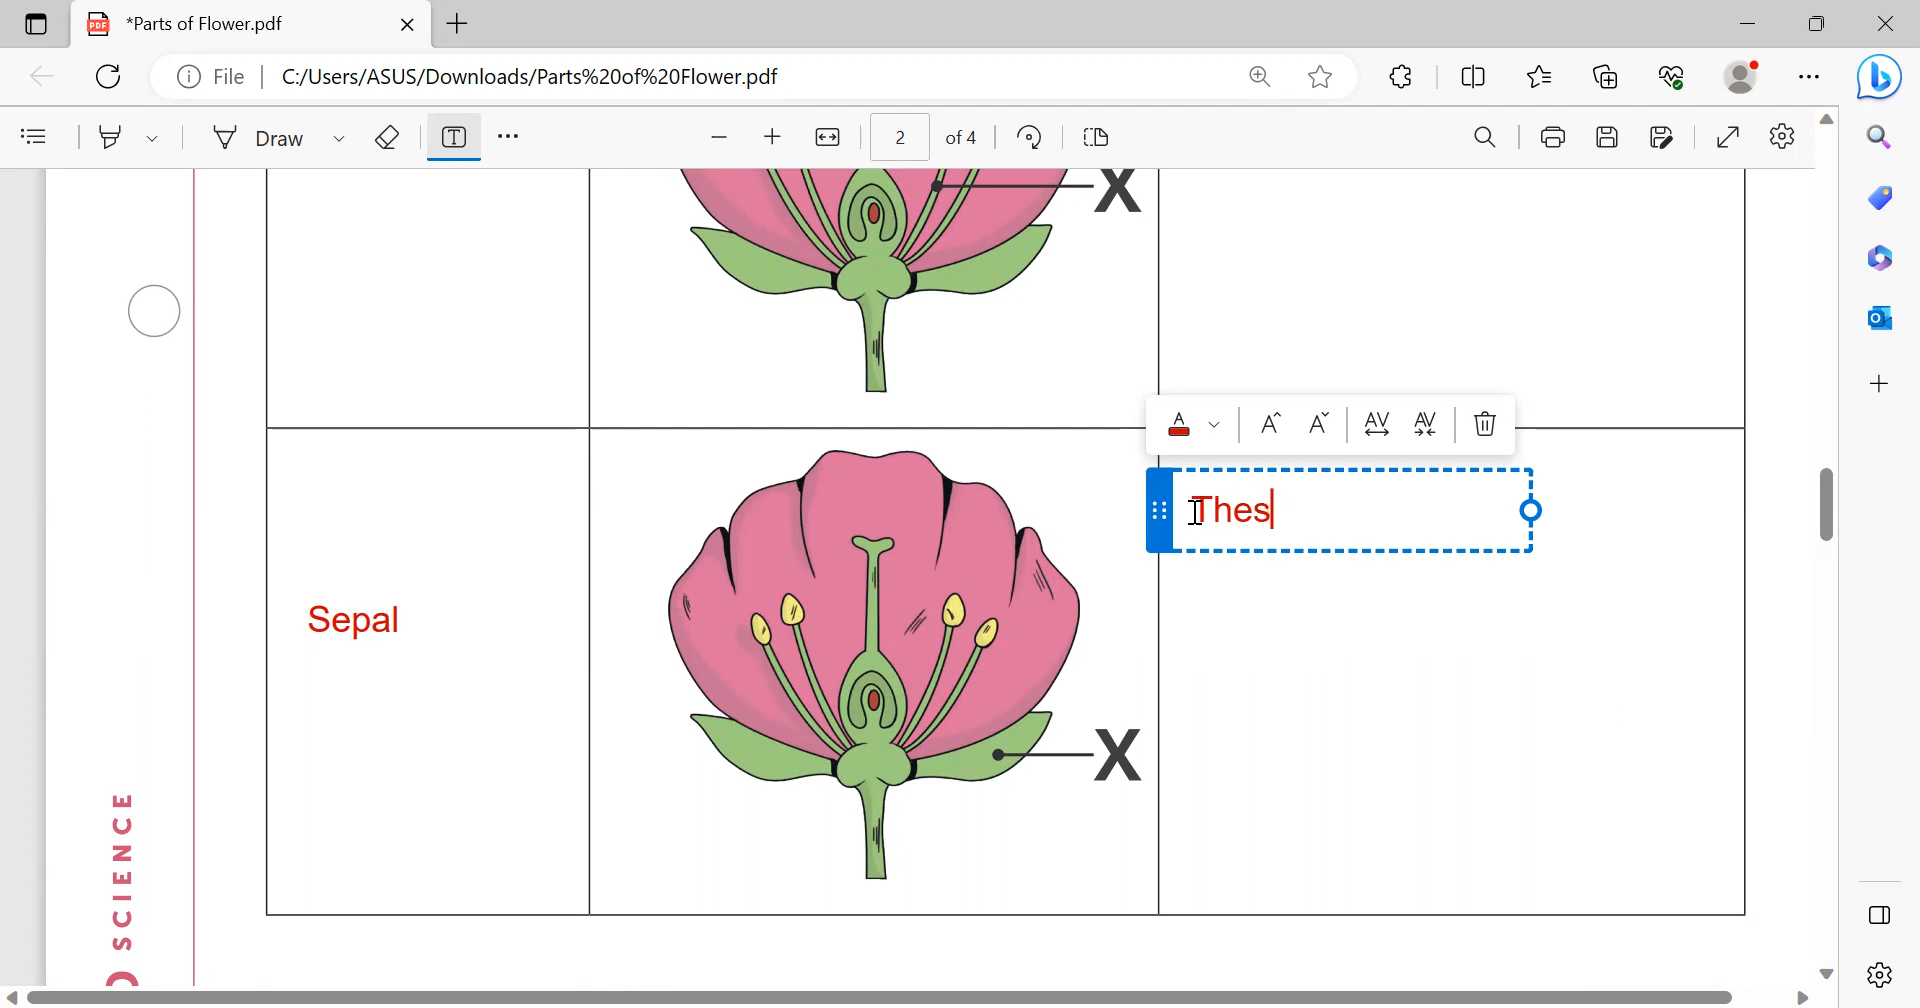 *Parts of Flower.pdf
File
C:/Users/ASUS/Downloads/Parts%20of%20Flower.pdf
Draw
2 of 4
X
Thes
Sepal
X
SCIENCE